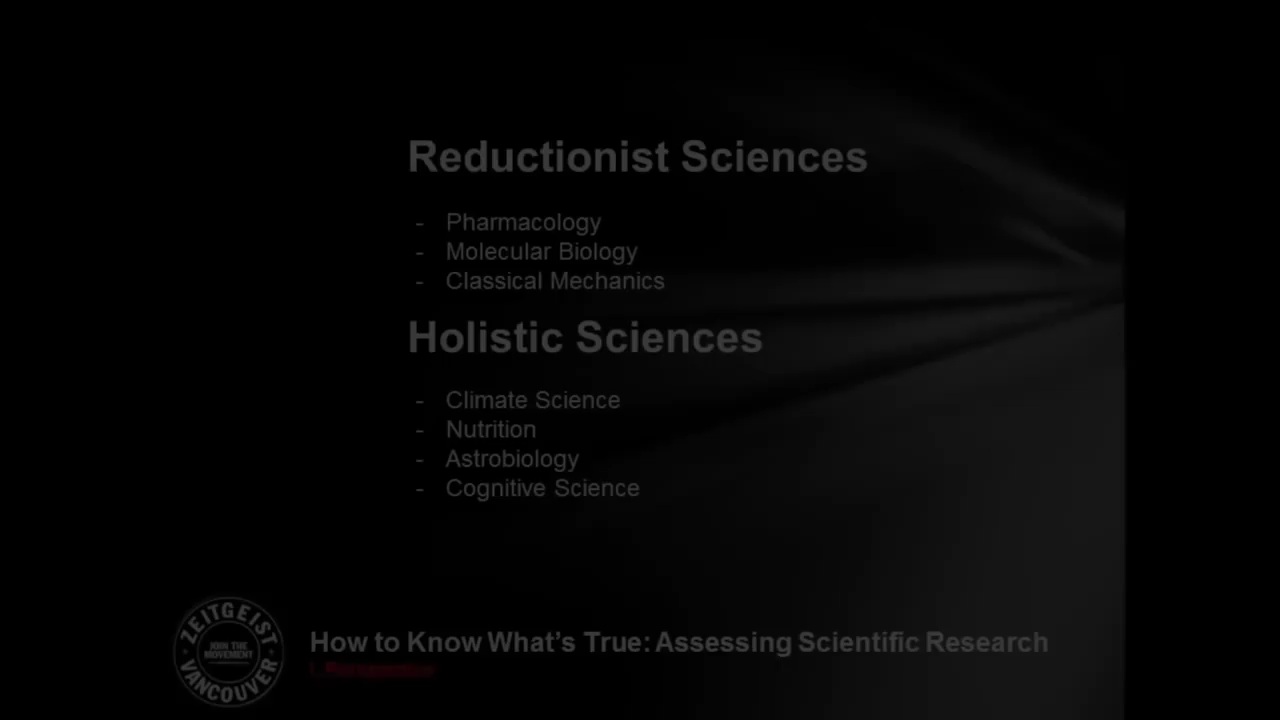 Reductionist Sciences
- Pharmacology
- Molecular Biology
- Classical Mechanics
Holistic Sciences
- Climate Science
- Nutrition
- Astrobiology
- Cognitive Science
ZEITGEIST
JOIN THE
MOVEMENT
VANCOUVER
How to Know What's True: Assessing Scientific Research